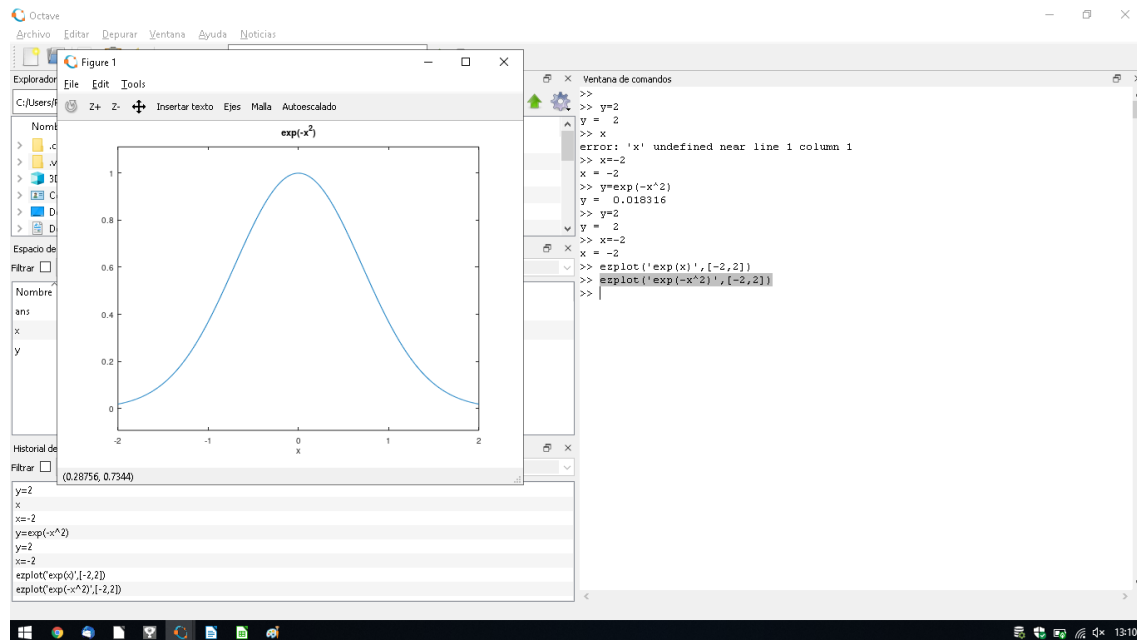 Octave
Archivo Editar Depurar Ventana Ayuda Noticias
Figure 1
File Edit Tools
Z+ Z- Insertar texto Ejes Malla Autoescalado
exp(-x²)
1
0.8
0.6
0.4
0.2
0
-2 -1 0 1 2
x
(0.28756, 0.7344)
Explorador
C:/Users/
Nomb
.c
.v
3D
Espacio de
Filtrar
Nombre
ans
x
y
Historial de
Filtrar
y=2
x
x=-2
y=exp(-x^2)
y=2
x=-2
ezplot('exp(x)',[-2,2])
ezplot('exp(-x^2)',[-2,2])
Ventana de comandos
>>
>> y=2
y = 2
>> x
error: 'x' undefined near line 1 column 1
>> x=-2
x = -2
>> y=exp(-x^2)
y = 0.018316
>> y=2
y = 2
>> x=-2
x = -2
>> ezplot('exp(x)',[-2,2])
>> ezplot('exp(-x^2)',[-2,2])
>>
13:10